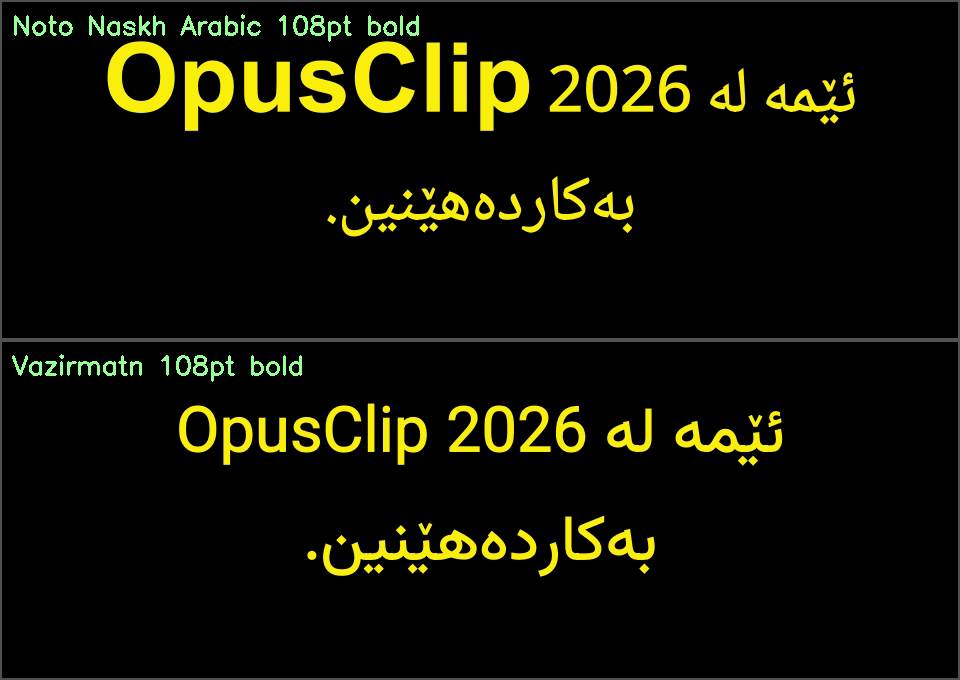 Noto Naskh Arabic 108pt bold
ئێمە لە 2026 OpusClip
بەکاردەهێنین.
Vazirmatn 108pt bold
ئێمە لە 2026 OpusClip
بەکاردەهێنین.